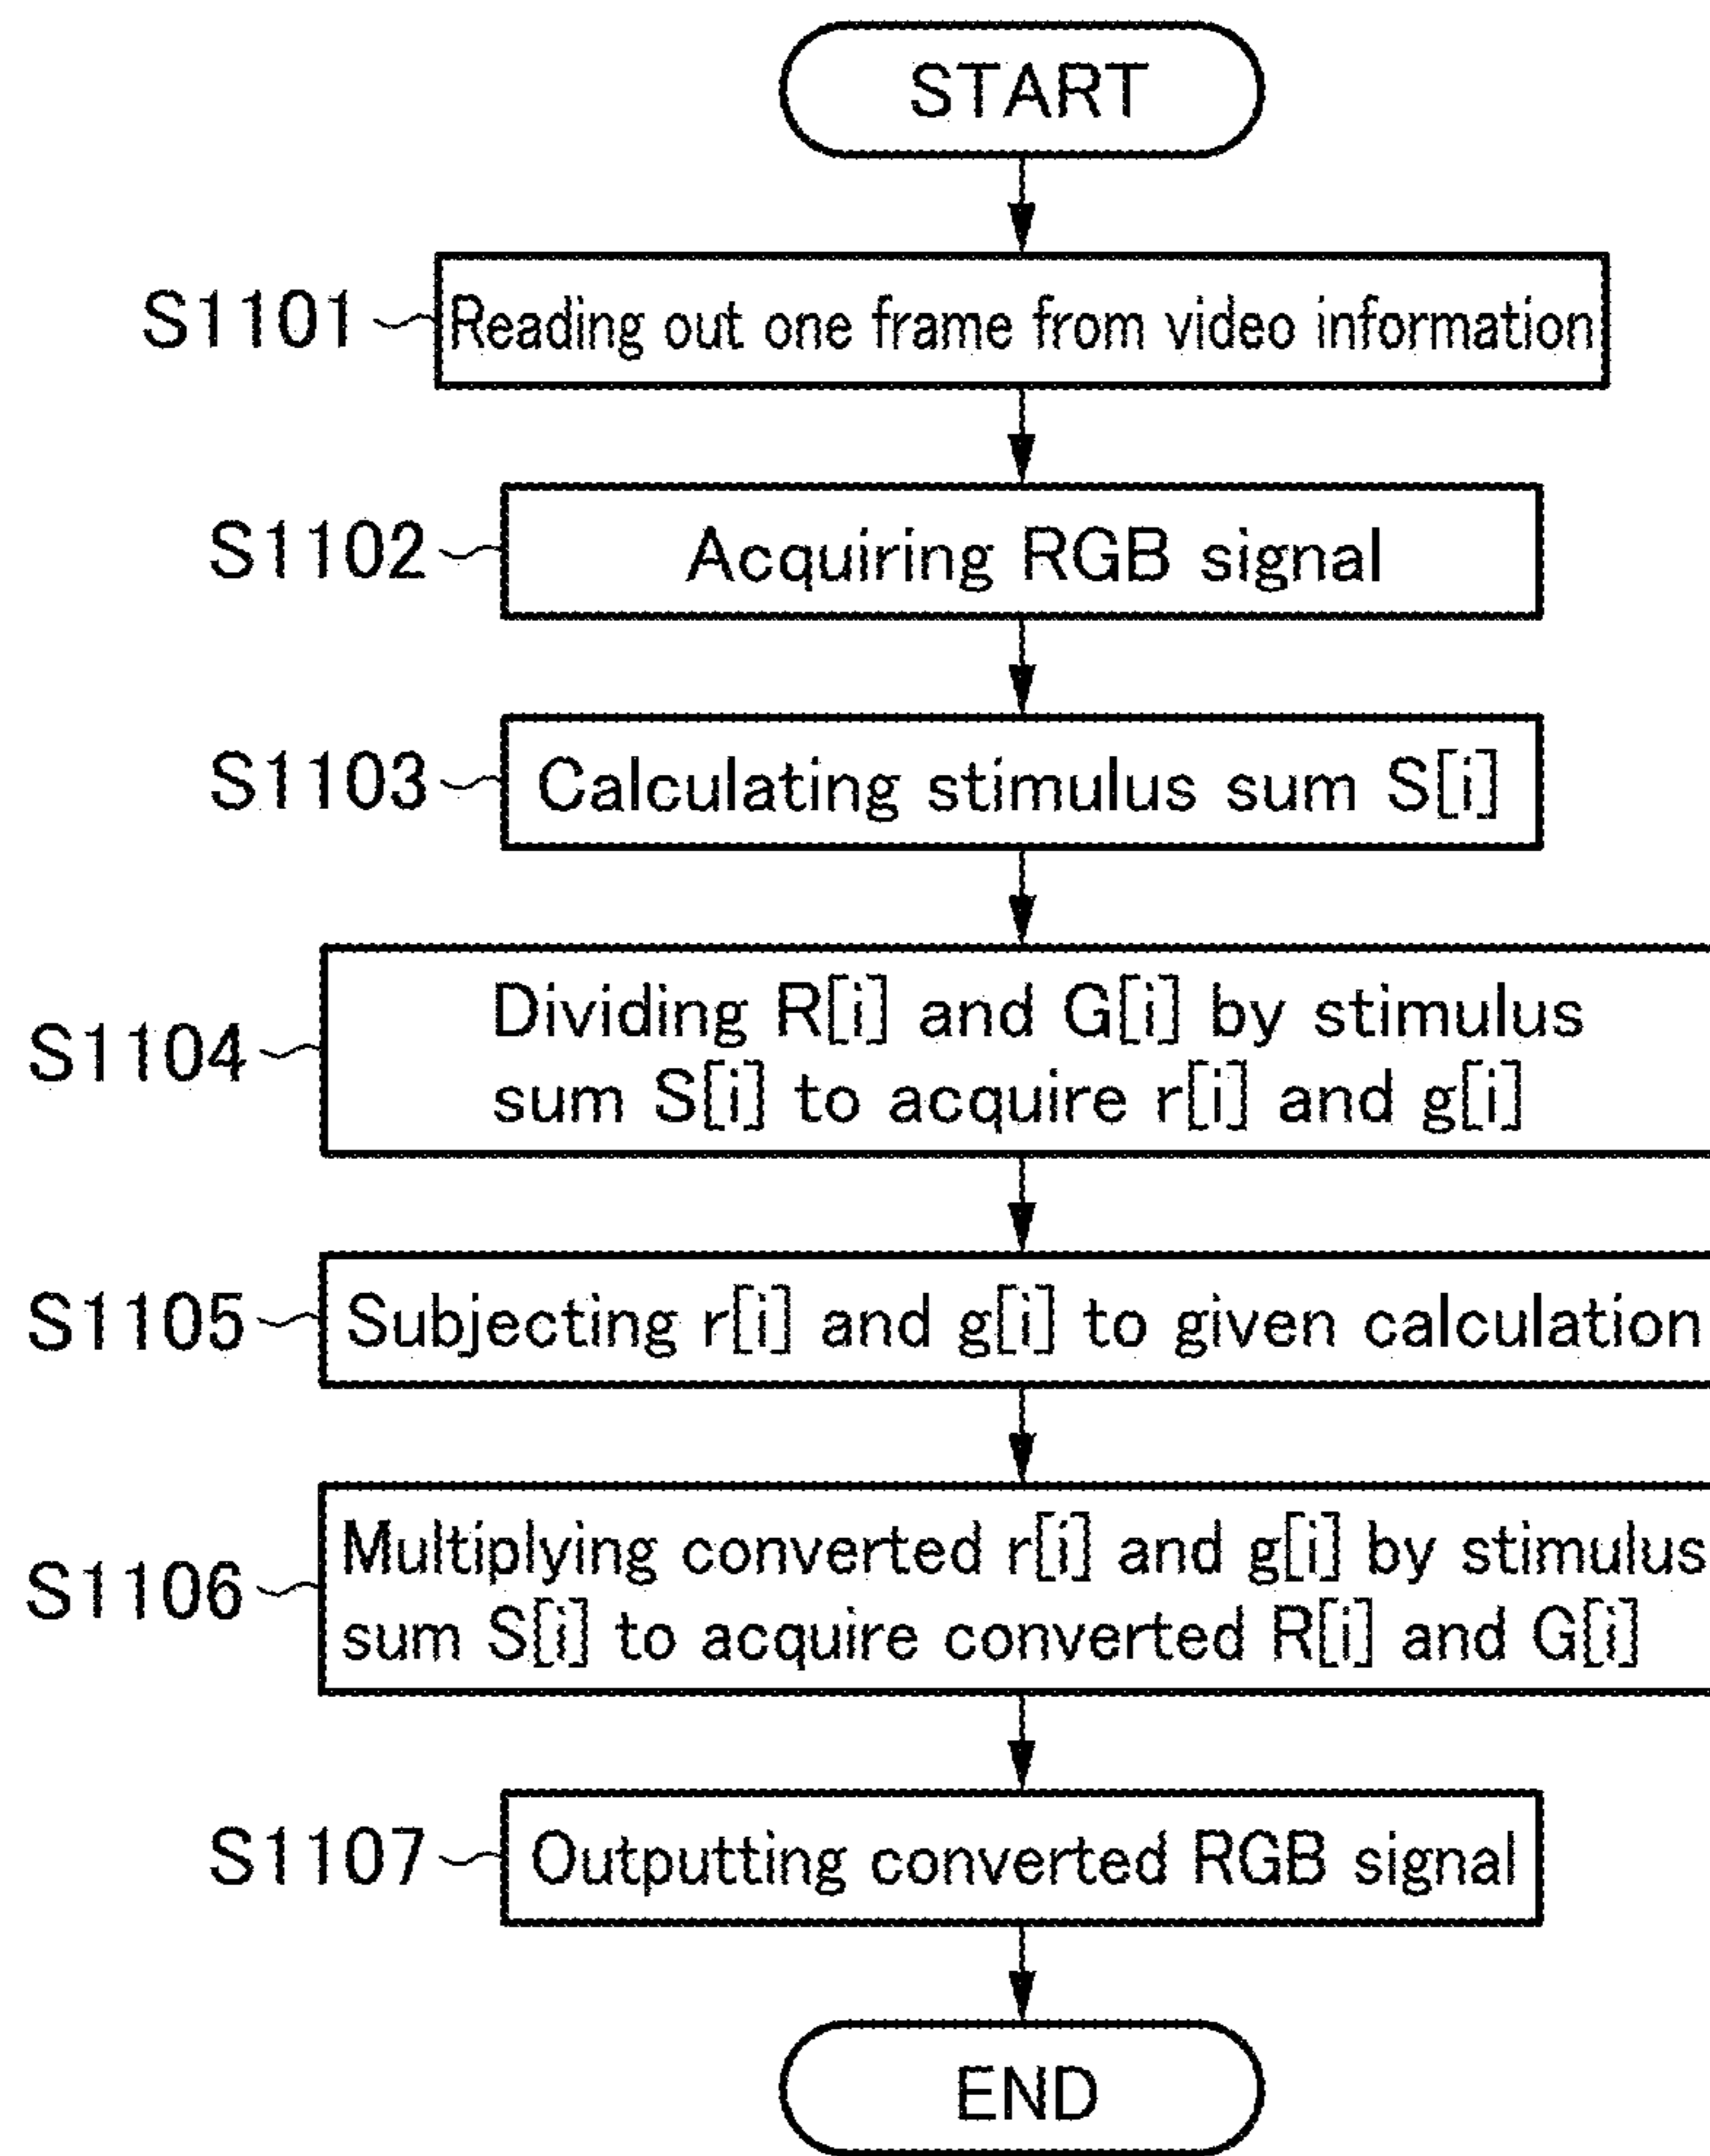 START
S1101
Reading out one frame from video information
S1102
Acquiring RGB signal
S1103
Calculating stimulus sum S[i]
S1104
Dividing R[i] and G[i] by stimulus
sum S[i] to acquire r[i] and g[i]
S1105
Subjecting r[i] and g[i] to given calculation
S1106
Multiplying converted r[i] and g[i] by stimulus
sum S[i] to acquire converted R[i] and G[i]
S1107
Outputting converted RGB signal
END